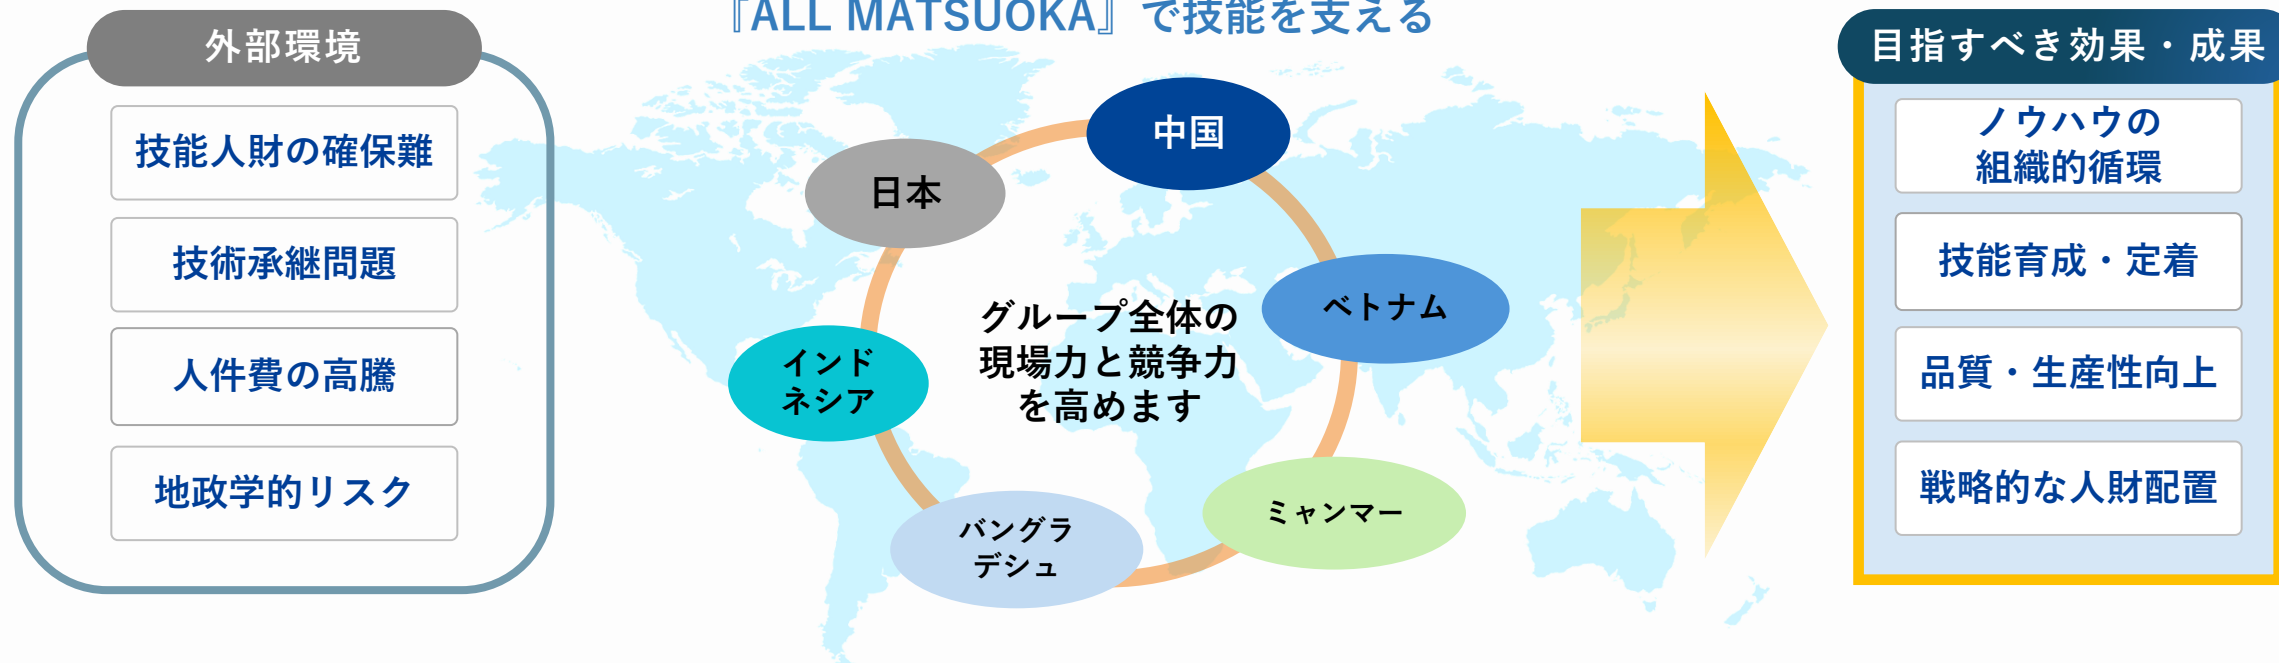 『ALL MATSUOKA』で技能を支える
外部環境
技能人財の確保難
技術承継問題
人件費の高騰
地政学的リスク
中国
日本
ベトナム
インド
ネシア
グループ全体の
現場力と競争力
を高めます
ミャンマー
バングラ
デシュ
目指すべき効果・成果
ノウハウの
組織的循環
技能育成・定着
品質・生産性向上
戦略的な人財配置